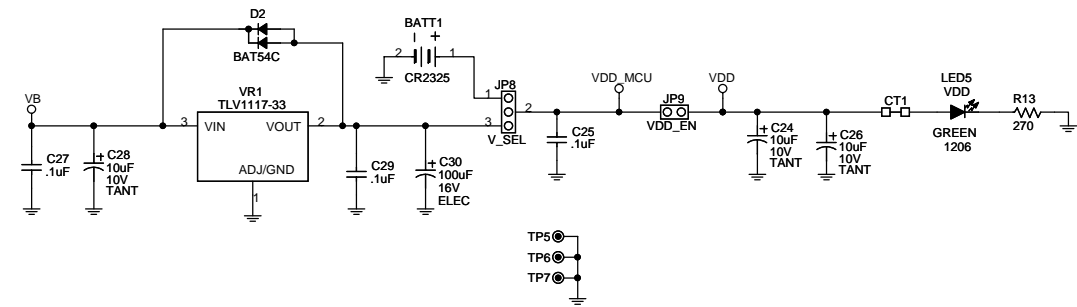 D2
BAT54C
BATT1
- +
2 1
CR2325
VB
VR1
TLV1117-33
3 VIN VOUT 2
ADJ/GND
1
C27
.1uF
+ C28
10uF
10V
TANT
C29
.1uF
+ C30
100uF
16V
ELEC
JP8
1
2
3
V_SEL
C25
.1uF
VDD_MCU
JP9
VDD_EN
VDD
+ C24
10uF
10V
TANT
+ C26
10uF
10V
TANT
CT1
LED5
VDD
GREEN
1206
R13
270
TP5
TP6
TP7